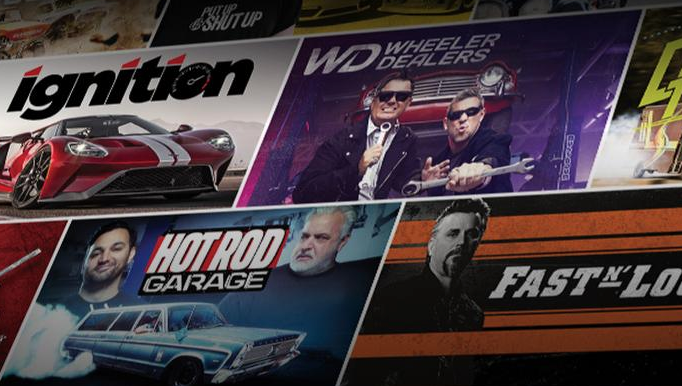 PUT UP
& SHUT UP
ignition
WD WHEELER
DEALERS
HOT ROD
GARAGE
FAST N' LOU